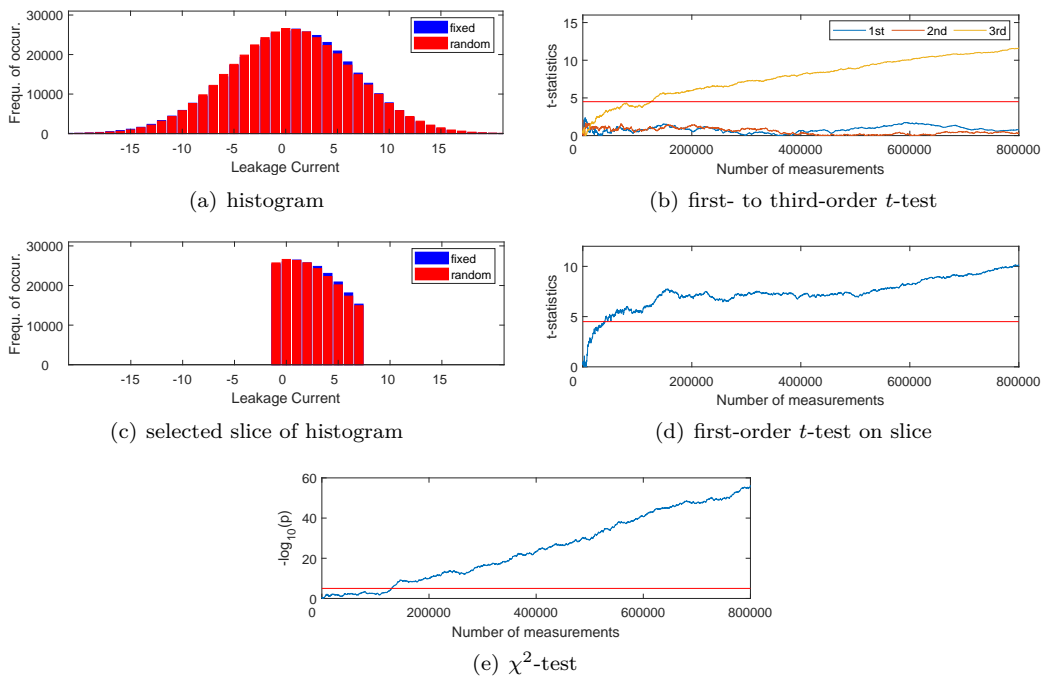 30000
20000
10000
0
Frequ. of occur.
fixed
random
-15 -10 -5 0 5 10 15
Leakage Current
(a) histogram
15
10
5
0
t-statistics
1st 2nd 3rd
0 200000 400000 600000 800000
Number of measurements
(b) first- to third-order t-test
30000
20000
10000
0
Frequ. of occur.
fixed
random
-15 -10 -5 0 5 10 15
Leakage Current
(c) selected slice of histogram
10
5
0
t-statistics
0 200000 400000 600000 800000
Number of measurements
(d) first-order t-test on slice
60
40
20
0
-log10(p)
0 200000 400000 600000 800000
Number of measurements
(e) χ²-test